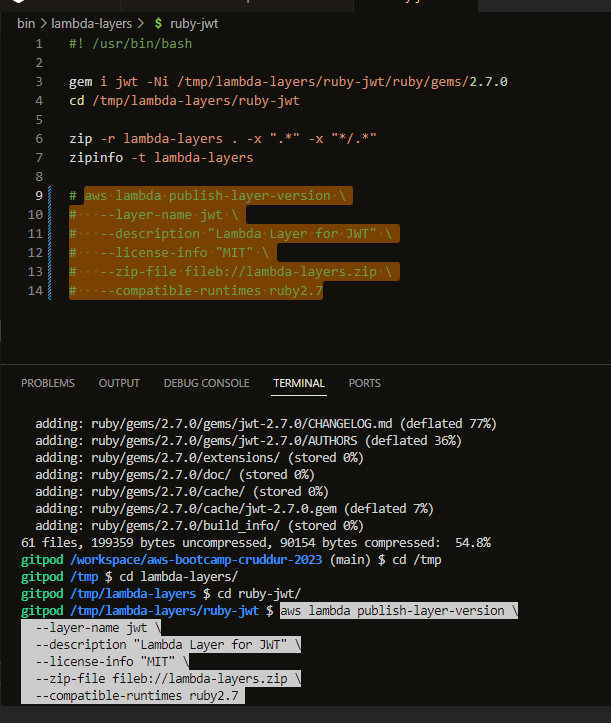 bin > lambda-layers > $ ruby-jwt
1 #! /usr/bin/bash
2
3 gem i jwt -Ni /tmp/lambda-layers/ruby-jwt/ruby/gems/2.7.0
4 cd /tmp/lambda-layers/ruby-jwt
5
6 zip -r lambda-layers . -x ".*" -x "*/.*"
7 zipinfo -t lambda-layers
8
9 # aws lambda publish-layer-version \
10 #   --layer-name jwt \
11 #   --description "Lambda Layer for JWT" \
12 #   --license-info "MIT" \
13 #   --zip-file fileb://lambda-layers.zip \
14 #   --compatible-runtimes ruby2.7
PROBLEMS OUTPUT DEBUG CONSOLE TERMINAL PORTS
adding: ruby/gems/2.7.0/gems/jwt-2.7.0/CHANGELOG.md (deflated 77%)
adding: ruby/gems/2.7.0/gems/jwt-2.7.0/AUTHORS (deflated 36%)
adding: ruby/gems/2.7.0/extensions/ (stored 0%)
adding: ruby/gems/2.7.0/doc/ (stored 0%)
adding: ruby/gems/2.7.0/cache/ (stored 0%)
adding: ruby/gems/2.7.0/cache/jwt-2.7.0.gem (deflated 7%)
adding: ruby/gems/2.7.0/build_info/ (stored 0%)
61 files, 199359 bytes uncompressed, 90154 bytes compressed:  54.8%
gitpod /workspace/aws-bootcamp-cruddur-2023 (main) $ cd /tmp
gitpod /tmp $ cd lambda-layers/
gitpod /tmp/lambda-layers $ cd ruby-jwt/
gitpod /tmp/lambda-layers/ruby-jwt $ aws lambda publish-layer-version \
--layer-name jwt \
--description "Lambda Layer for JWT" \
--license-info "MIT" \
--zip-file fileb://lambda-layers.zip \
--compatible-runtimes ruby2.7